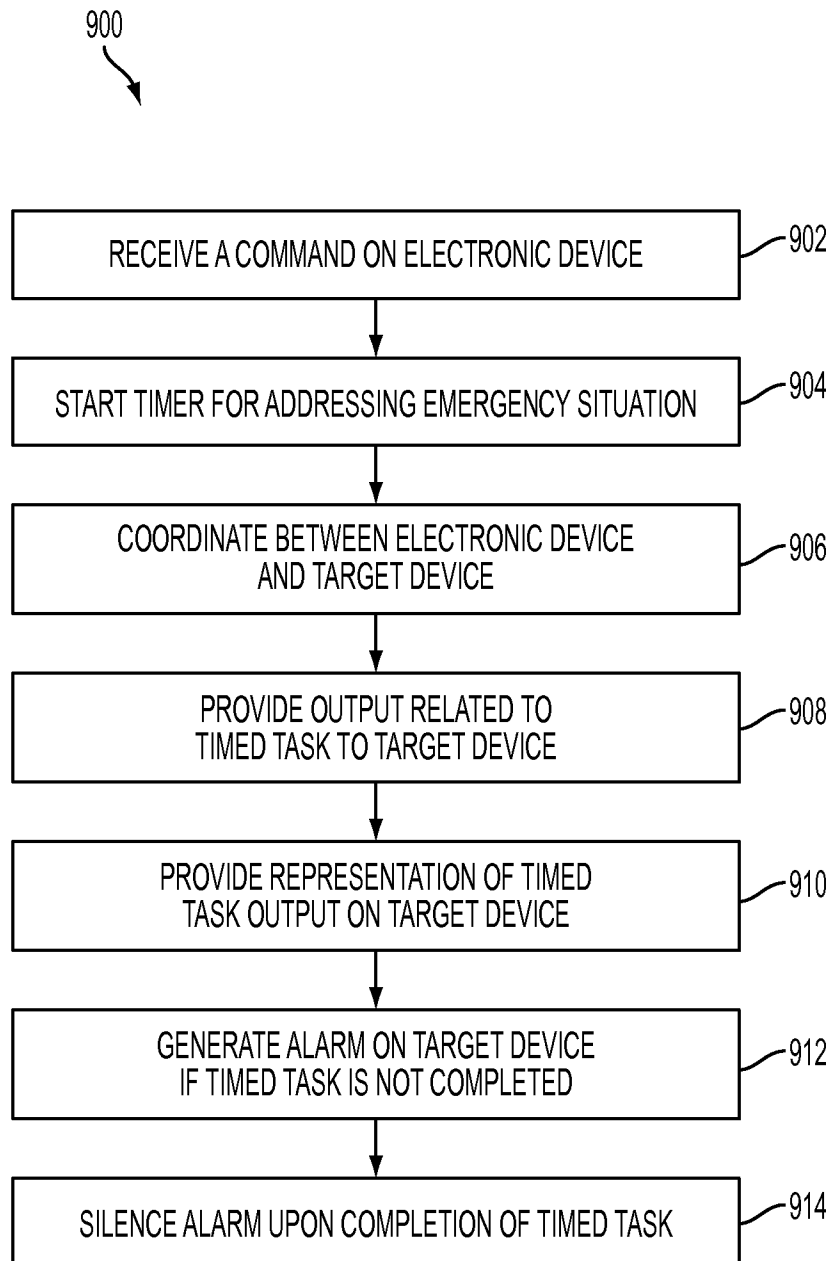 900
RECEIVE A COMMAND ON ELECTRONIC DEVICE
902
START TIMER FOR ADDRESSING EMERGENCY SITUATION
904
COORDINATE BETWEEN ELECTRONIC DEVICE
AND TARGET DEVICE
906
PROVIDE OUTPUT RELATED TO
TIMED TASK TO TARGET DEVICE
908
PROVIDE REPRESENTATION OF TIMED
TASK OUTPUT ON TARGET DEVICE
910
GENERATE ALARM ON TARGET DEVICE
IF TIMED TASK IS NOT COMPLETED
912
SILENCE ALARM UPON COMPLETION OF TIMED TASK
914